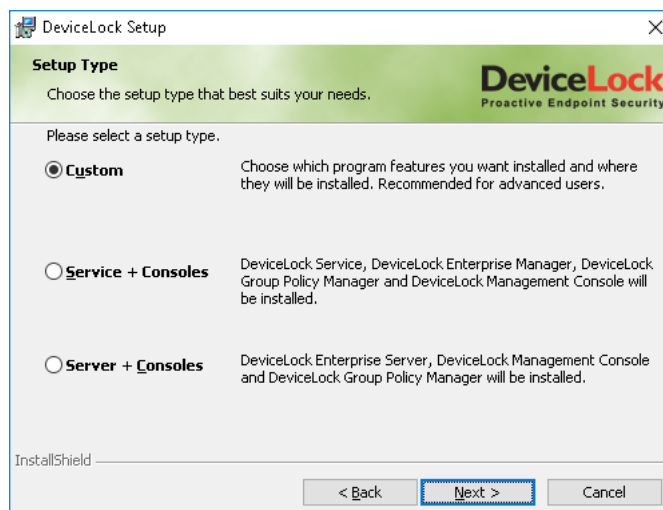 DeviceLock Setup
Setup Type
Choose the setup type that best suits your needs.
DeviceLock
Proactive Endpoint Security
Please select a setup type.
Custom
Choose which program features you want installed and where
they will be installed. Recommended for advanced users.
Service + Consoles
DeviceLock Service, DeviceLock Enterprise Manager, DeviceLock
Group Policy Manager and DeviceLock Management Console will
be installed.
Server + Consoles
DeviceLock Enterprise Server, DeviceLock Management Console
and DeviceLock Group Policy Manager will be installed.
InstallShield
< Back
Next >
Cancel